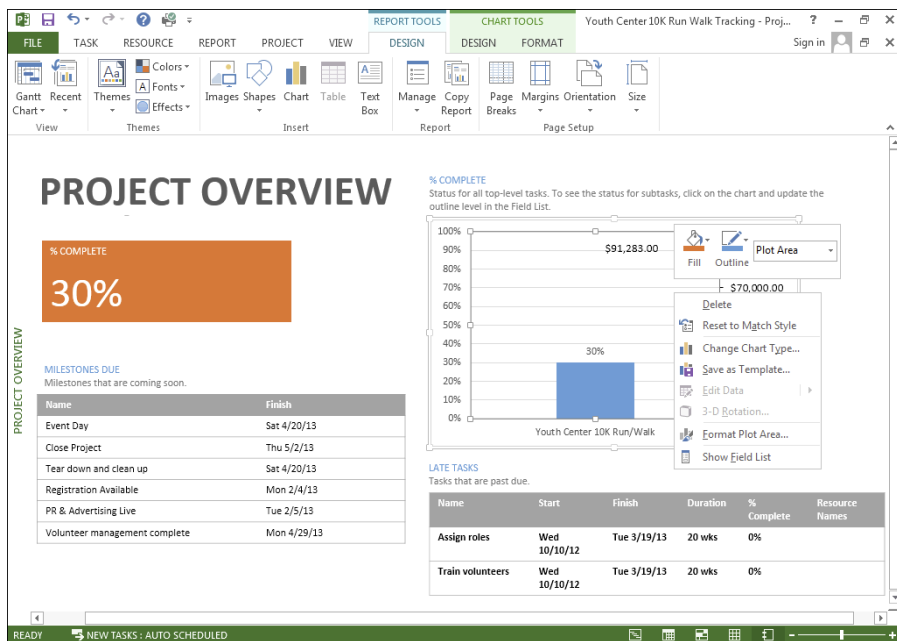 REPORT TOOLS
CHART TOOLS
Youth Center 10K Run Walk Tracking - Proj...
FILE
TASK
RESOURCE
REPORT
PROJECT
VIEW
DESIGN
DESIGN
FORMAT
Sign in
Gantt Chart
Recent
Themes
Colors
Fonts
Effects
Images
Shapes
Chart
Table
Text Box
Manage
Copy Report
Page Breaks
Margins
Orientation
Size
View
Themes
Insert
Report
Page Setup
PROJECT OVERVIEW
PROJECT OVERVIEW
% COMPLETE
30%
MILESTONES DUE
Milestones that are coming soon.
Name Finish
Event Day Sat 4/20/13
Close Project Thu 5/2/13
Tear down and clean up Sat 4/20/13
Registration Available Mon 2/4/13
PR & Advertising Live Tue 2/5/13
Volunteer management complete Mon 4/29/13
% COMPLETE
Status for all top-level tasks. To see the status for subtasks, click on the chart and update the
outline level in the Field List.
100%
90%
80%
70%
60%
50%
40%
30%
20%
10%
0%
$91,283.00
$70,000.00
30%
Youth Center 10K Run/Walk
Fill
Outline
Plot Area
Delete
Reset to Match Style
Change Chart Type...
Save as Template...
Edit Data
3-D Rotation...
Format Plot Area...
Show Field List
LATE TASKS
Tasks that are past due.
Name Start Finish Duration % Complete Resource Names
Assign roles Wed 10/10/12 Tue 3/19/13 20 wks 0%
Train volunteers Wed 10/10/12 Tue 3/19/13 20 wks 0%
READY
NEW TASKS : AUTO SCHEDULED